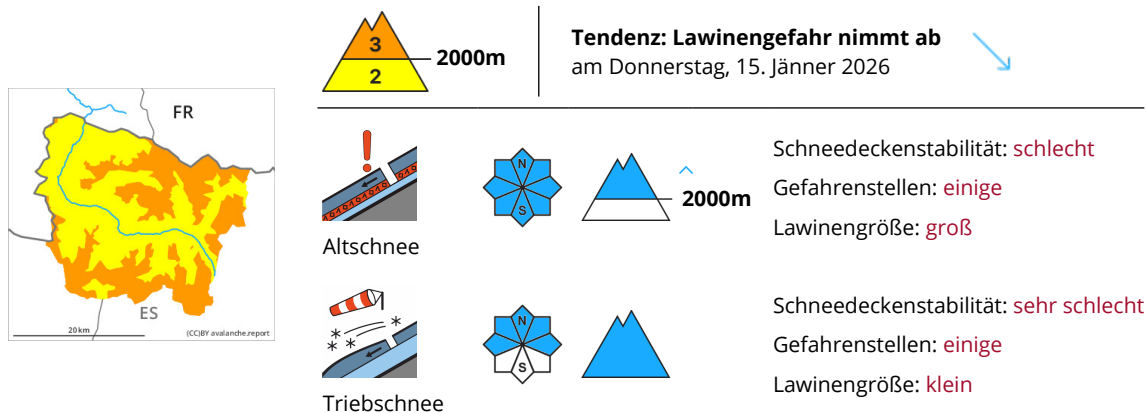 3
2
2000m
Tendenz: Lawinengefahr nimmt ab
am Donnerstag, 15. Jänner 2026
FR
ES
20 km
(CC)BY avalanche.report
N
S
2000m
Altschnee
Schneedeckenstabilität: schlecht
Gefahrenstellen: einige
Lawinengröße: groß
N
S
Triebschnee
Schneedeckenstabilität: sehr schlecht
Gefahrenstellen: einige
Lawinengröße: klein